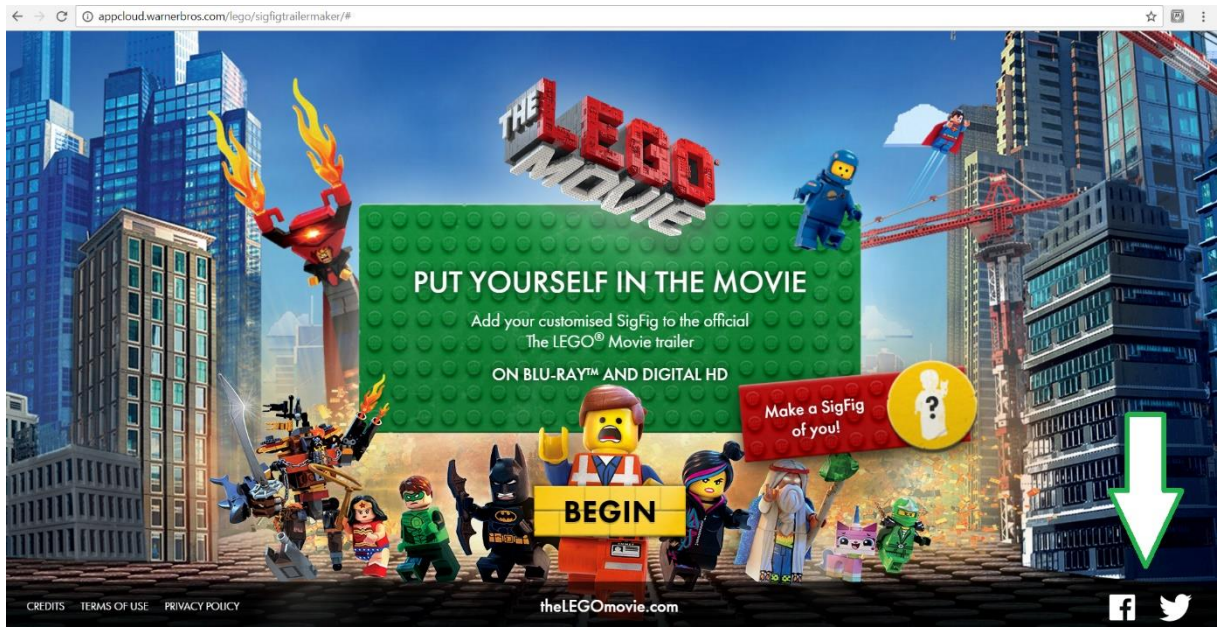 appcloud.warnerbros.com/lego/sigfigtrailermaker/#
THE
LEGO
MOVIE
PUT YOURSELF IN THE MOVIE
Add your customised SigFig to the official
The LEGO® Movie trailer
ON BLU-RAY™ AND DIGITAL HD
Make a SigFig
of you!
?
BEGIN
CREDITS TERMS OF USE PRIVACY POLICY
theLEGOmovie.com